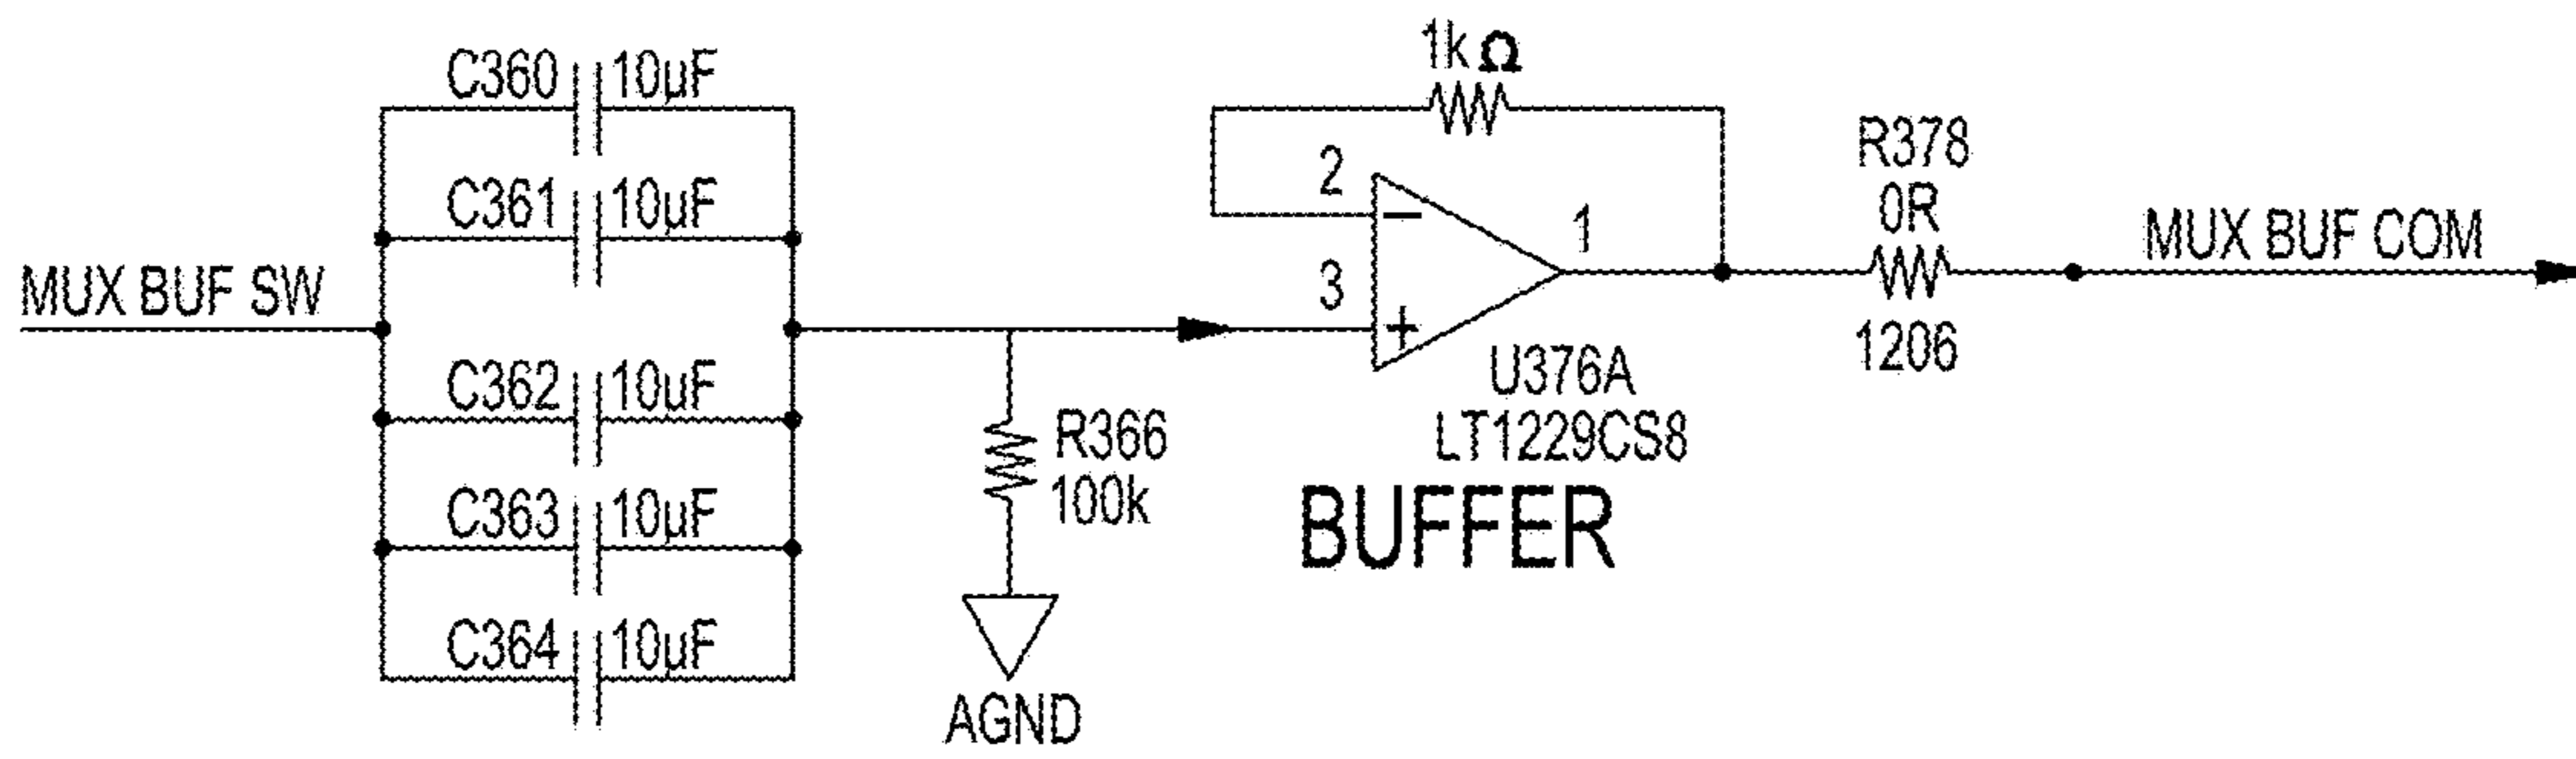 C360 10µF
C361 10µF
MUX BUF SW
C362 10µF
C363 10µF
C364 10µF
R366
100k
AGND
1kΩ
2
−
3
+
1
U376A
LT1229CS8
BUFFER
R378
0R
1206
MUX BUF COM